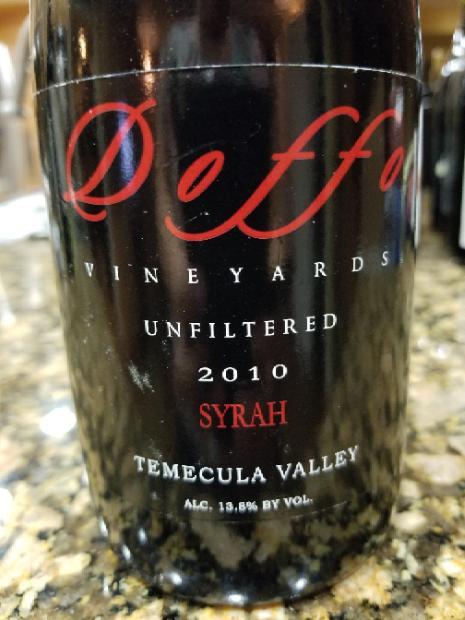 Doffo
VINEYARDS
UNFILTERED
2010
SYRAH
TEMECULA VALLEY
ALC. 13.8% BY VOL.